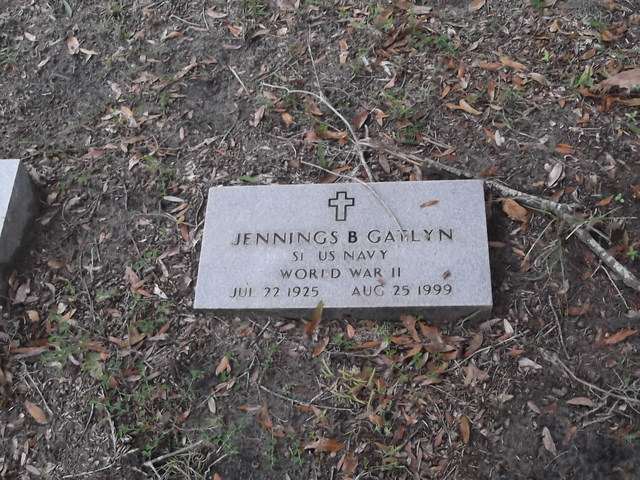 JENNINGS B GATLYN
S1 US NAVY
WORLD WAR II
JUL 22 1925 AUG 25 1999